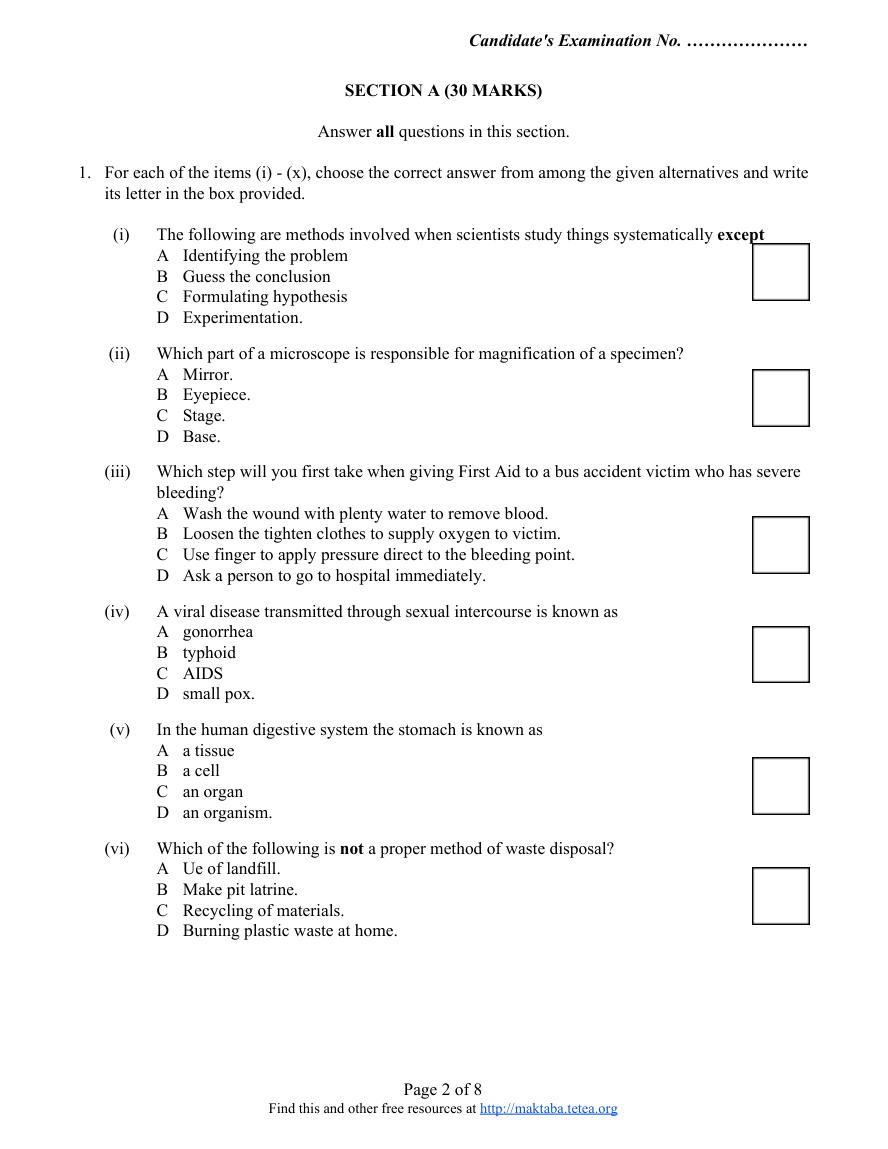 Candidate's Examination No. .....................
SECTION A (30 MARKS)
Answer all questions in this section.
1. For each of the items (i) - (x), choose the correct answer from among the given alternatives and write
its letter in the box provided.
(i) The following are methods involved when scientists study things systematically except
A Identifying the problem
B Guess the conclusion
C Formulating hypothesis
D Experimentation.
(ii) Which part of a microscope is responsible for magnification of a specimen?
A Mirror.
B Eyepiece.
C Stage.
D Base.
(iii) Which step will you first take when giving First Aid to a bus accident victim who has severe
bleeding?
A Wash the wound with plenty water to remove blood.
B Loosen the tighten clothes to supply oxygen to victim.
C Use finger to apply pressure direct to the bleeding point.
D Ask a person to go to hospital immediately.
(iv) A viral disease transmitted through sexual intercourse is known as
A gonorrhea
B typhoid
C AIDS
D small pox.
(v) In the human digestive system the stomach is known as
A a tissue
B a cell
C an organ
D an organism.
(vi) Which of the following is not a proper method of waste disposal?
A Ue of landfill.
B Make pit latrine.
C Recycling of materials.
D Burning plastic waste at home.
Page 2 of 8
Find this and other free resources at http://maktaba.tetea.org